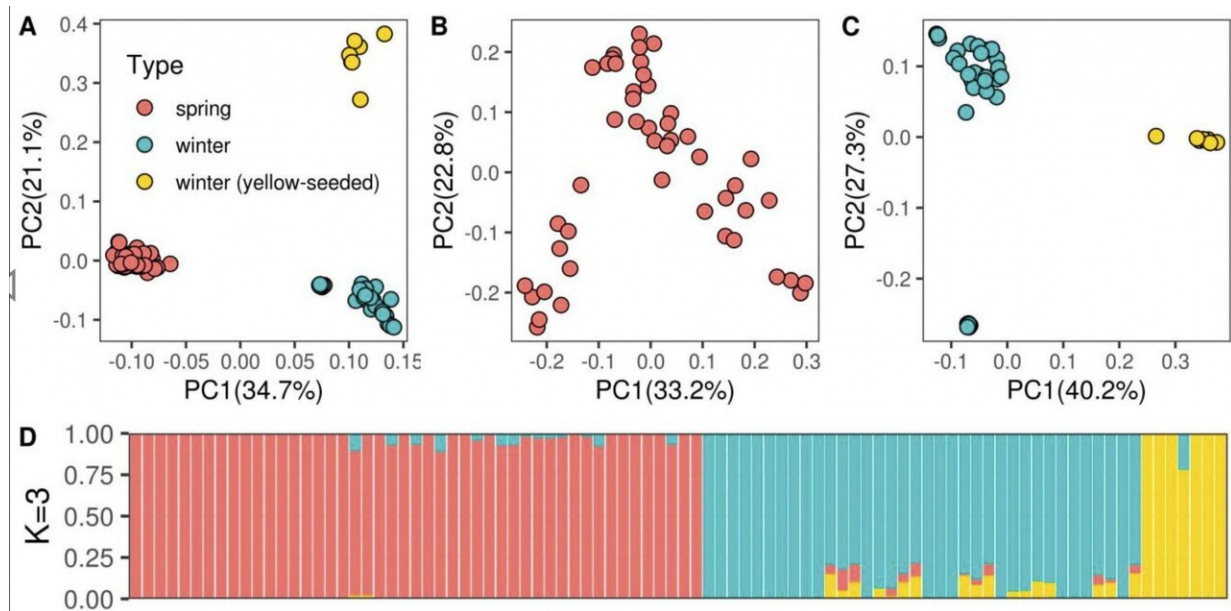 A
0.4
0.3
0.2
0.1
0.0
-0.1
PC2(21.1%)
Type
spring
winter
winter (yellow-seeded)
-0.10 -0.05 0.00 0.05 0.10 0.15
PC1(34.7%)
B
0.2
0.1
0.0
-0.1
-0.2
PC2(22.8%)
-0.2 -0.1 0.0 0.1 0.2 0.3
PC1(33.2%)
C
0.1
0.0
-0.1
-0.2
PC2(27.3%)
-0.1 0.0 0.1 0.2 0.3
PC1(40.2%)
D
1.00
0.75
0.50
0.25
0.00
K=3